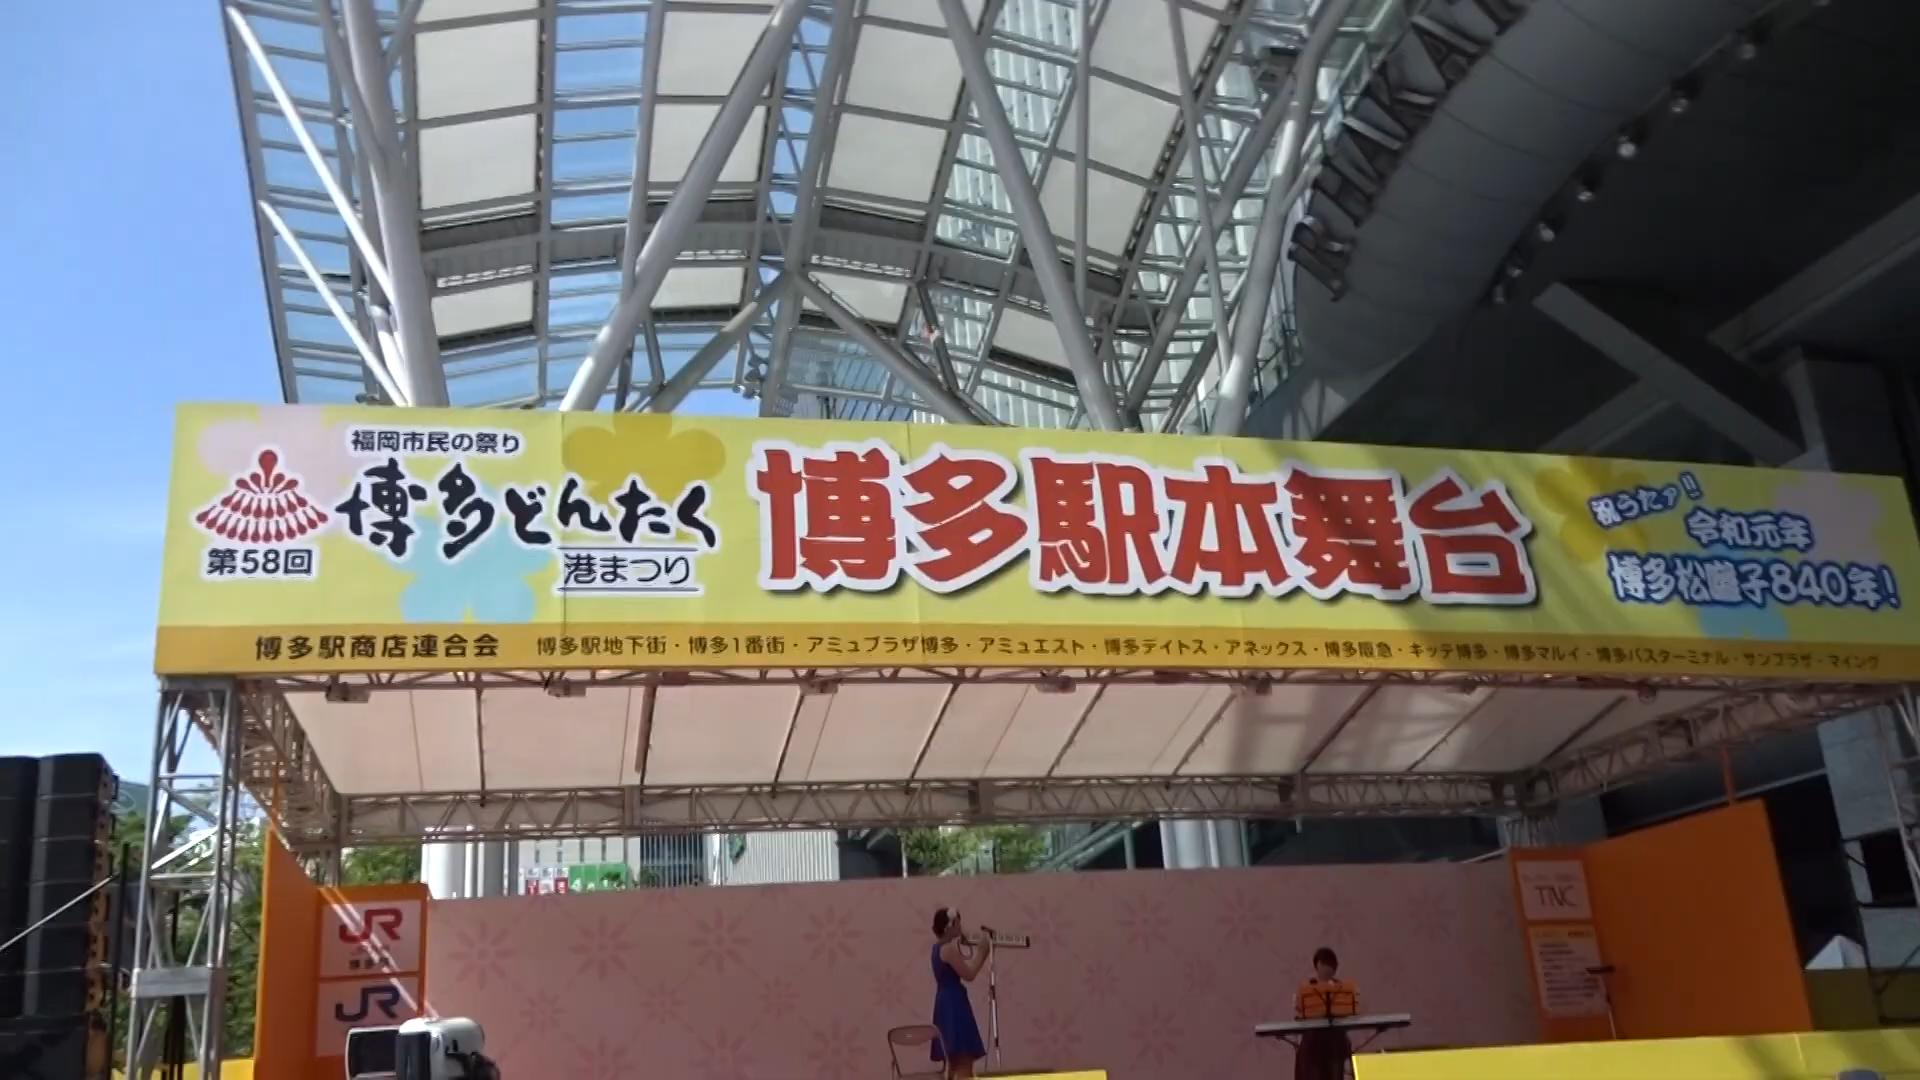 JR HAKATA
福岡市民の祭り
博多どんたく
港まつり
第58回
博多駅本舞台
祝うたァ!!
令和元年
博多松囃子840年!
博多駅商店連合会 博多駅地下街・博多1番街・アミュプラザ博多・アミュエスト・博多デイトス・アネックス・博多阪急・キッテ博多・博多マルイ・博多バスターミナル・サンプラザ・マイング
JR
博多
JR
TNC